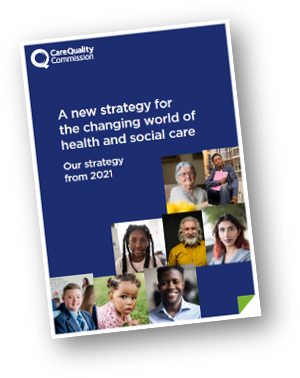 CareQuality
Commission
A new strategy for
the changing world of
health and social care
Our strategy
from 2021